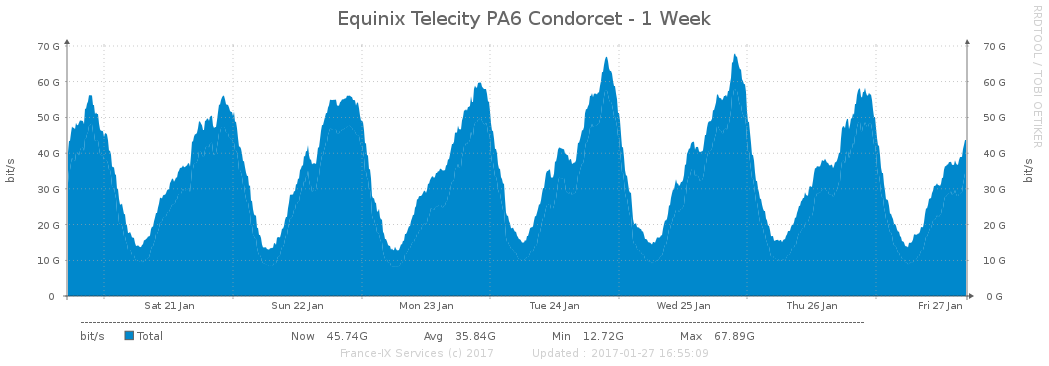 Equinix Telecity PA6 Condorcet - 1 Week
RRDTOOL / TOBI OETIKER
70 G 70 G
60 G 60 G
50 G 50 G
40 G 40 G
30 G 30 G
20 G 20 G
10 G 10 G
0 0 G
bit/s bit/s
Sat 21 Jan Sun 22 Jan Mon 23 Jan Tue 24 Jan Wed 25 Jan Thu 26 Jan Fri 27 Jan
bit/s Total Now 45.74G Avg 35.84G Min 12.72G Max 67.89G
France-IX Services (c) 2017 Updated : 2017-01-27 16:55:09